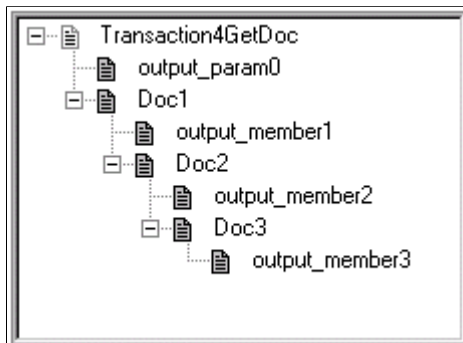 Transaction4GetDoc
output_param0
Doc1
output_member1
Doc2
output_member2
Doc3
output_member3